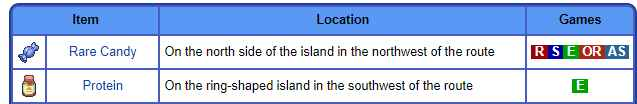 Item Location Games
Rare Candy On the north side of the island in the northwest of the route R S E OR AS
Protein On the ring-shaped island in the southwest of the route E